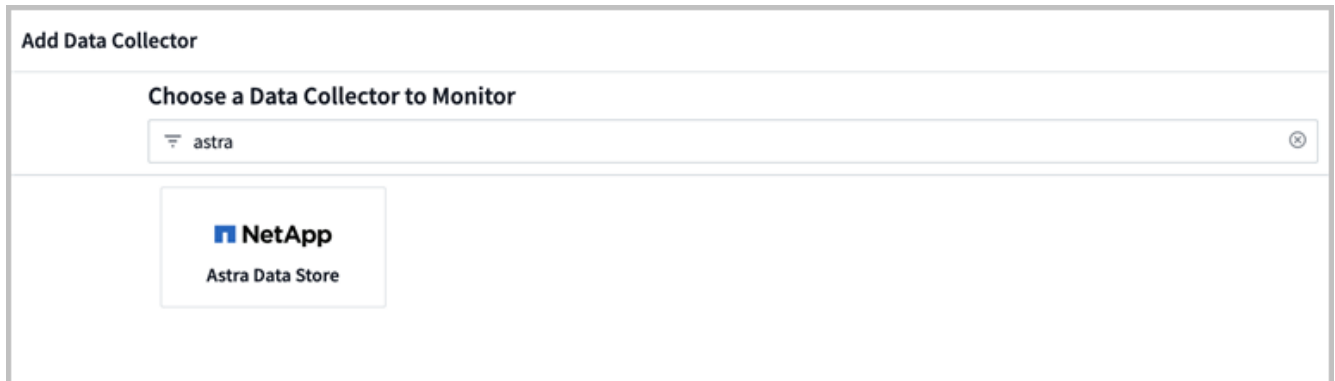 Add Data Collector
Choose a Data Collector to Monitor
astra
NetApp
Astra Data Store